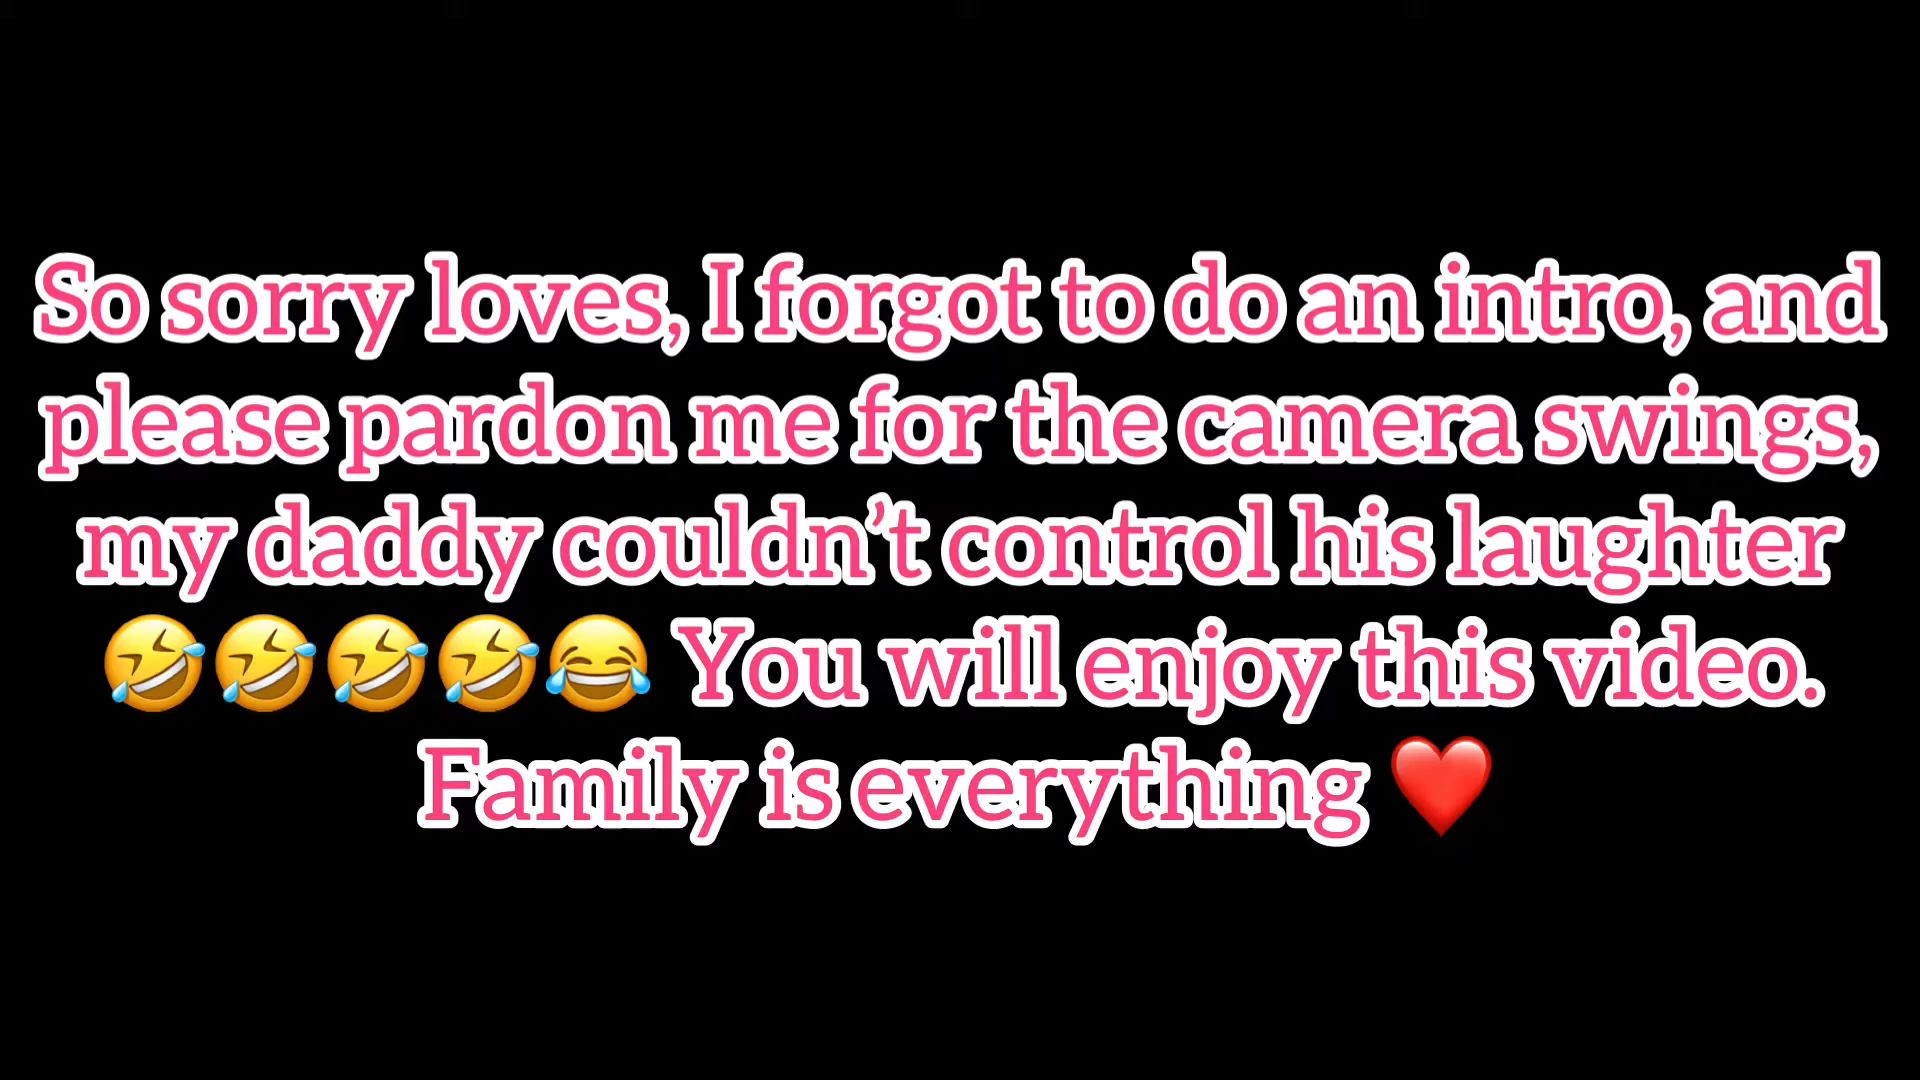 So sorry loves, I forgot to do an intro, and
please pardon me for the camera swings,
my daddy couldn’t control his laughter
🤣🤣🤣🤣😂 You will enjoy this video.
Family is everything ❤️